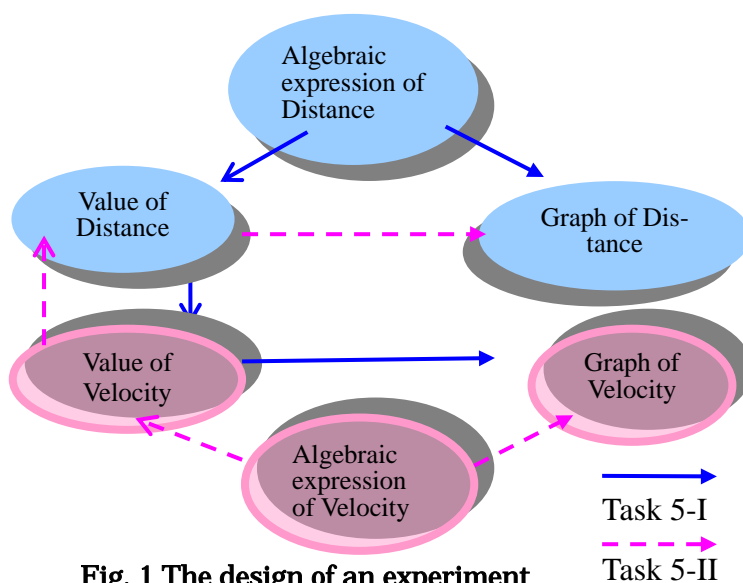 Algebraic
expression of
Distance
Value of
Distance
Graph of Dis-
tance
Value of
Velocity
Graph of
Velocity
Algebraic
expression
of Velocity
Task 5-I
Task 5-II
Fig. 1 The design of an experiment